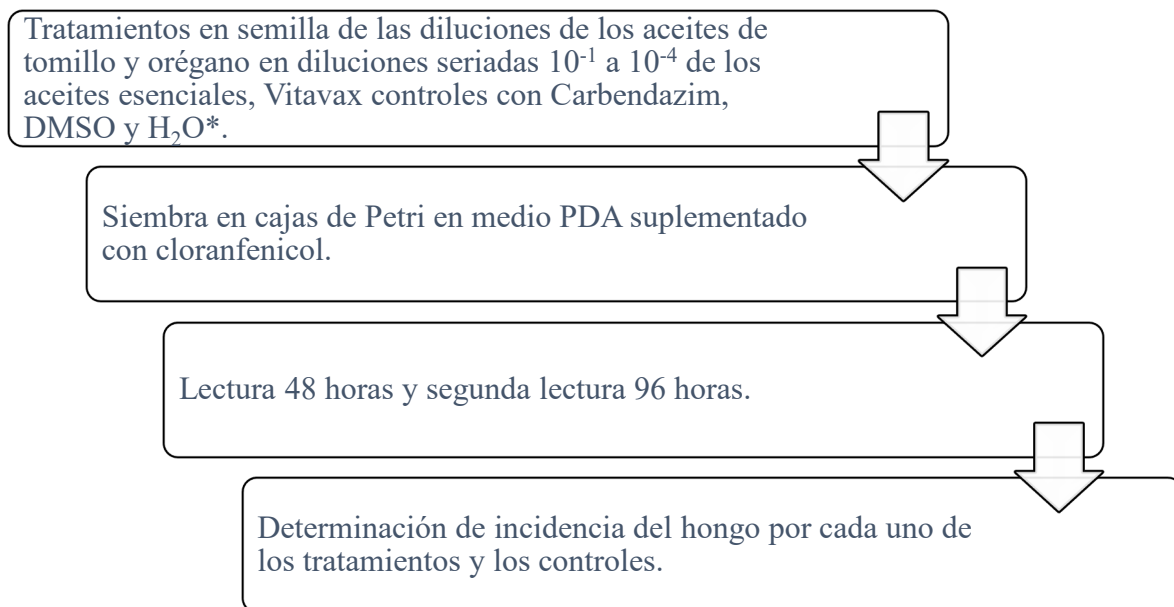 Tratamientos en semilla de las diluciones de los aceites de
tomillo y orégano en diluciones seriadas 10⁻¹ a 10⁻⁴ de los
aceites esenciales, Vitavax controles con Carbendazim,
DMSO y H₂O*.
Siembra en cajas de Petri en medio PDA suplementado
con cloranfenicol.
Lectura 48 horas y segunda lectura 96 horas.
Determinación de incidencia del hongo por cada uno de
los tratamientos y los controles.